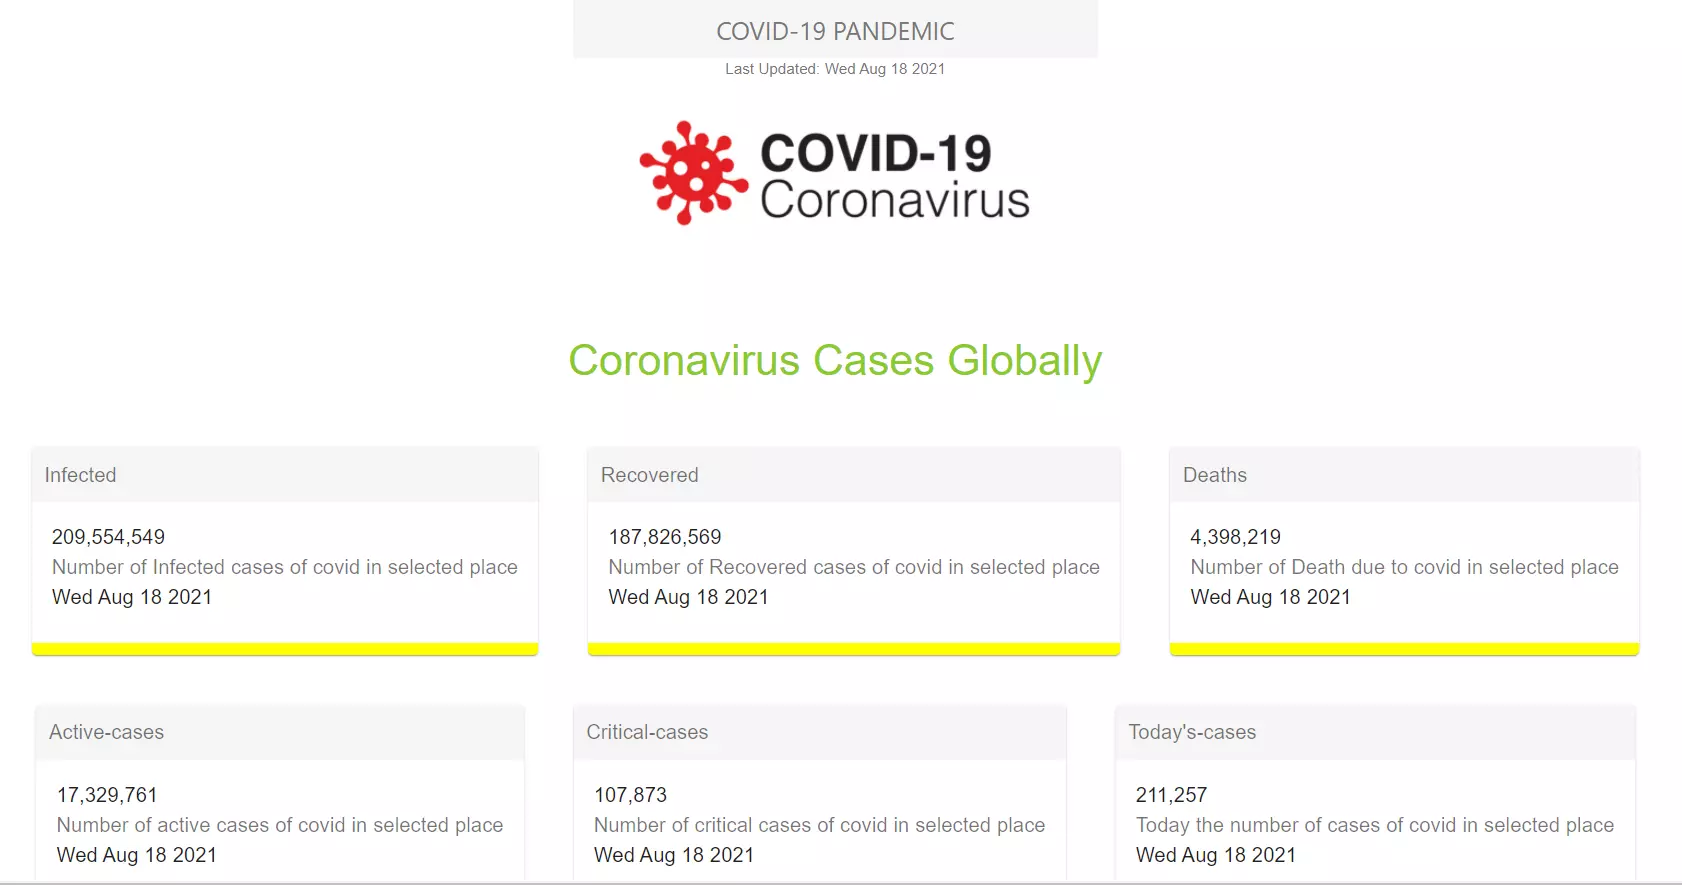 COVID-19 PANDEMIC
Last Updated: Wed Aug 18 2021
COVID-19
Coronavirus
Coronavirus Cases Globally
Infected
209,554,549
Number of Infected cases of covid in selected place
Wed Aug 18 2021
Recovered
187,826,569
Number of Recovered cases of covid in selected place
Wed Aug 18 2021
Deaths
4,398,219
Number of Death due to covid in selected place
Wed Aug 18 2021
Active-cases
17,329,761
Number of active cases of covid in selected place
Wed Aug 18 2021
Critical-cases
107,873
Number of critical cases of covid in selected place
Wed Aug 18 2021
Today's-cases
211,257
Today the number of cases of covid in selected place
Wed Aug 18 2021